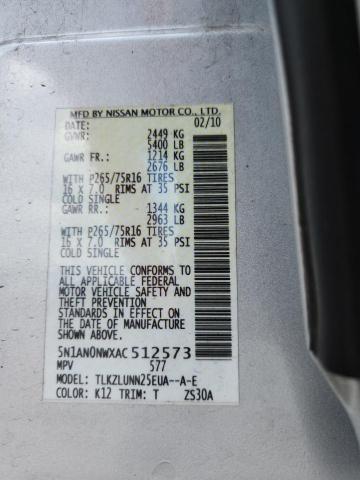 MFD BY NISSAN MOTOR CO., LTD.
DATE: 02/10
GVWR: 2449 KG
5400 LB
GAWR FR.: 1214 KG
2676 LB
WITH P265/75R16 TIRES
16 X 7.0 RIMS AT 35 PSI
COLD SINGLE
GAWR RR.: 1344 KG
2963 LB
WITH P265/75R16 TIRES
16 X 7.0 RIMS AT 35 PSI
COLD SINGLE
THIS VEHICLE CONFORMS TO
ALL APPLICABLE FEDERAL
MOTOR VEHICLE SAFETY AND
THEFT PREVENTION
STANDARDS IN EFFECT ON
THE DATE OF MANUFACTURE
SHOWN ABOVE.
5N1AN0NWXAC512573
MPV 577
MODEL: TLKZLUNN25EUA--A-E
COLOR: K12 TRIM: T ZS30A